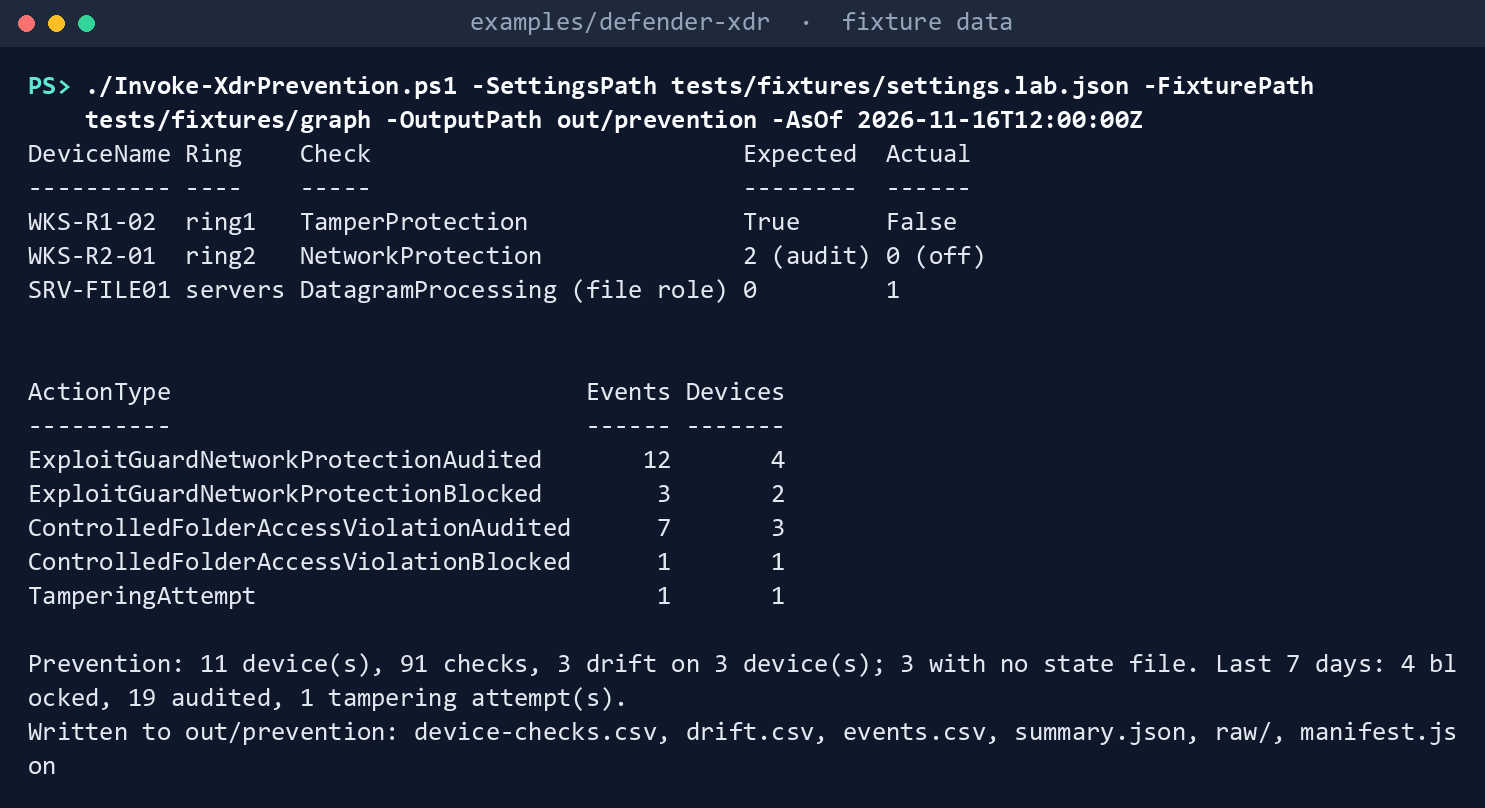 examples/defender-xdr · fixture data
PS> ./Invoke-XdrPrevention.ps1 -SettingsPath tests/fixtures/settings.lab.json -FixturePath
    tests/fixtures/graph -OutputPath out/prevention -AsOf 2026-11-16T12:00:00Z
DeviceName Ring    Check                          Expected  Actual
---------- ----    -----                          --------  ------
WKS-R1-02  ring1   TamperProtection               True      False
WKS-R2-01  ring2   NetworkProtection              2 (audit) 0 (off)
SRV-FILE01 servers DatagramProcessing (file role) 0         1
ActionType                             Events Devices
----------                             ------ -------
ExploitGuardNetworkProtectionAudited       12       4
ExploitGuardNetworkProtectionBlocked        3       2
ControlledFolderAccessViolationAudited      7       3
ControlledFolderAccessViolationBlocked      1       1
TamperingAttempt                            1       1
Prevention: 11 device(s), 91 checks, 3 drift on 3 device(s); 3 with no state file. Last 7 days: 4 bl
ocked, 19 audited, 1 tampering attempt(s).
Written to out/prevention: device-checks.csv, drift.csv, events.csv, summary.json, raw/, manifest.js
on